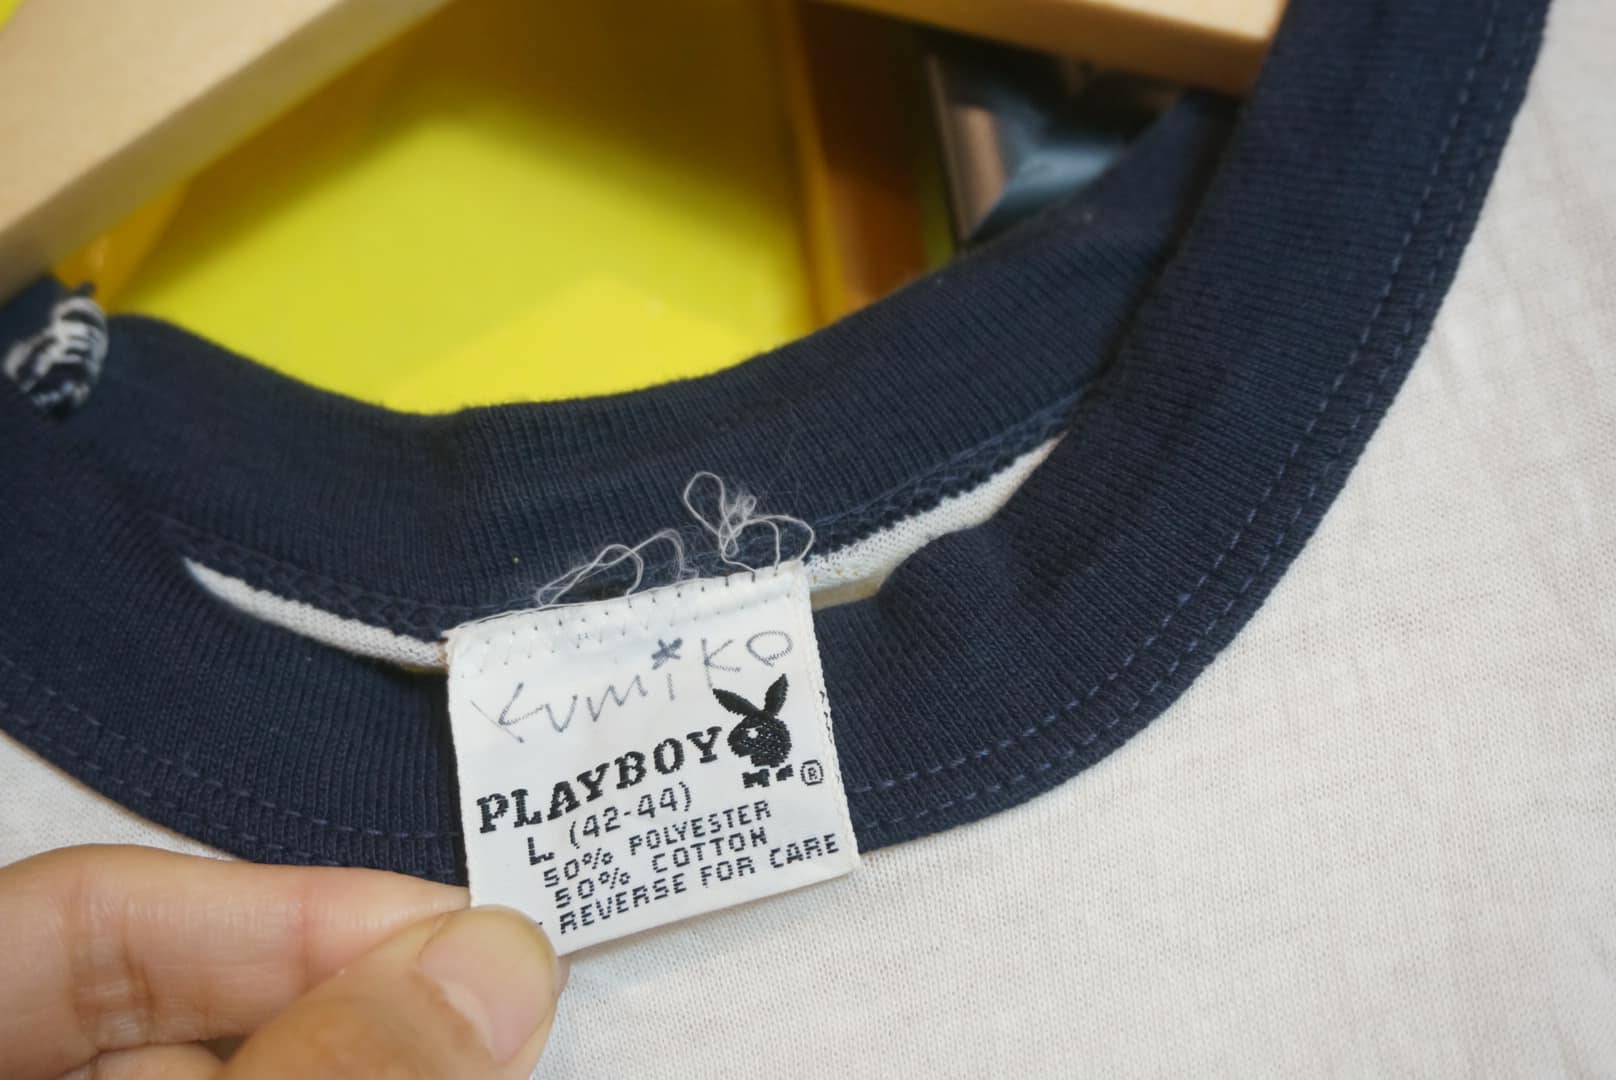 Kumiko
PLAYBOY ®
L (42-44)
50% POLYESTER
50% COTTON
REVERSE FOR CARE